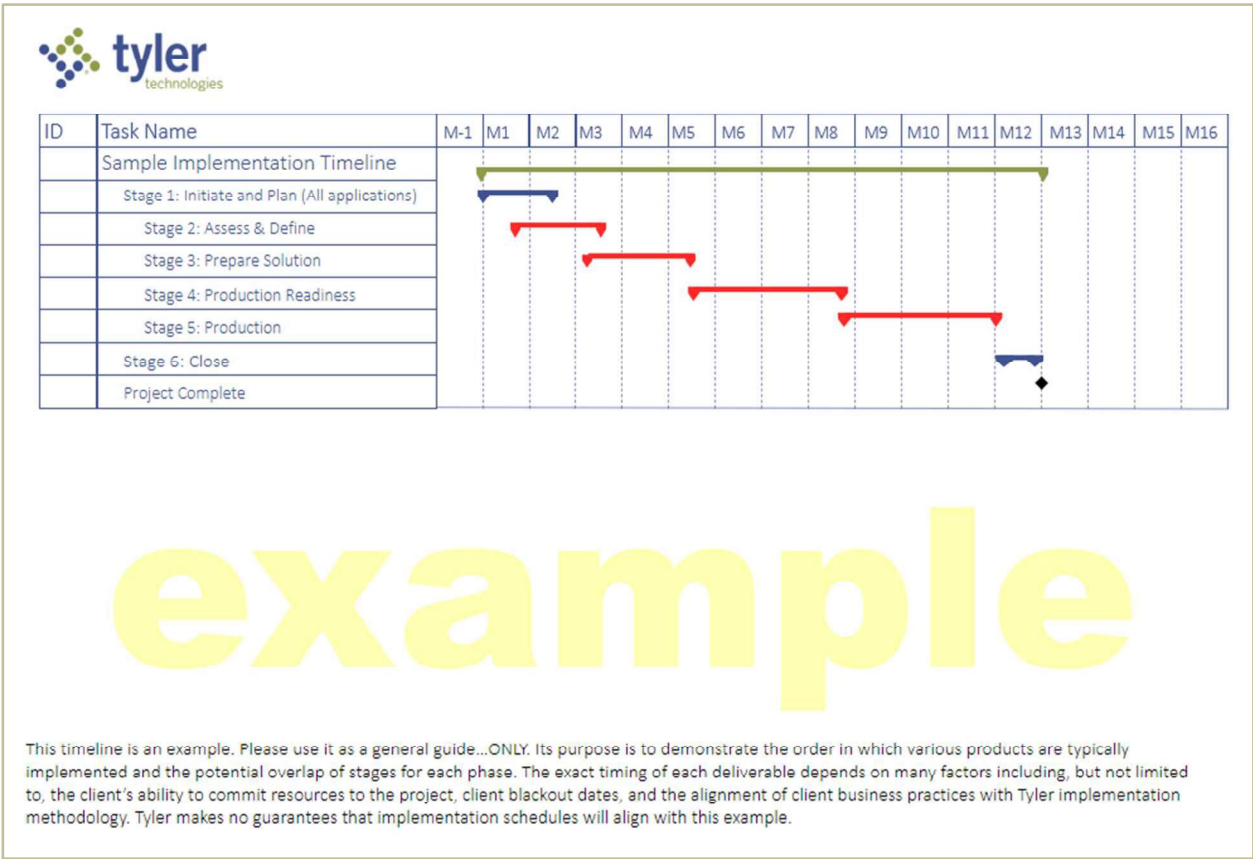 tyler
technologies
ID Task Name M-1 M1 M2 M3 M4 M5 M6 M7 M8 M9 M10 M11 M12 M13 M14 M15 M16
Sample Implementation Timeline
Stage 1: Initiate and Plan (All applications)
Stage 2: Assess & Define
Stage 3: Prepare Solution
Stage 4: Production Readiness
Stage 5: Production
Stage 6: Close
Project Complete
example
This timeline is an example. Please use it as a general guide...ONLY. Its purpose is to demonstrate the order in which various products are typically
implemented and the potential overlap of stages for each phase. The exact timing of each deliverable depends on many factors including, but not limited
to, the client's ability to commit resources to the project, client blackout dates, and the alignment of client business practices with Tyler implementation
methodology. Tyler makes no guarantees that implementation schedules will align with this example.